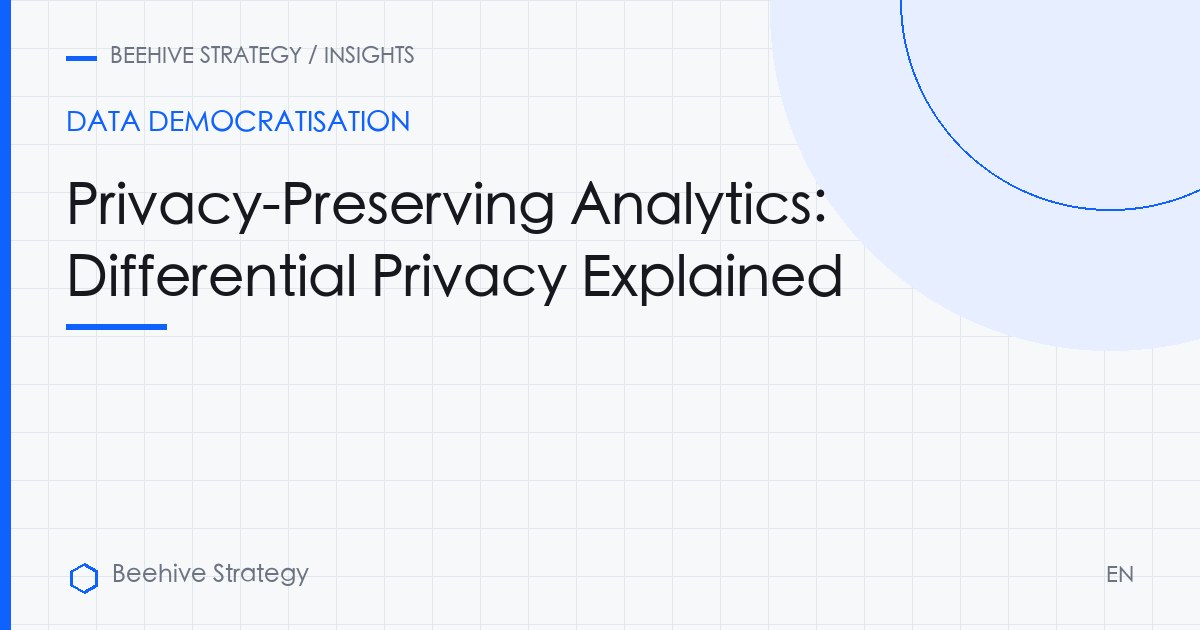 BEEHIVE STRATEGY / INSIGHTS
DATA DEMOCRATISATION
Privacy-Preserving Analytics:
Differential Privacy Explained
Beehive Strategy
EN